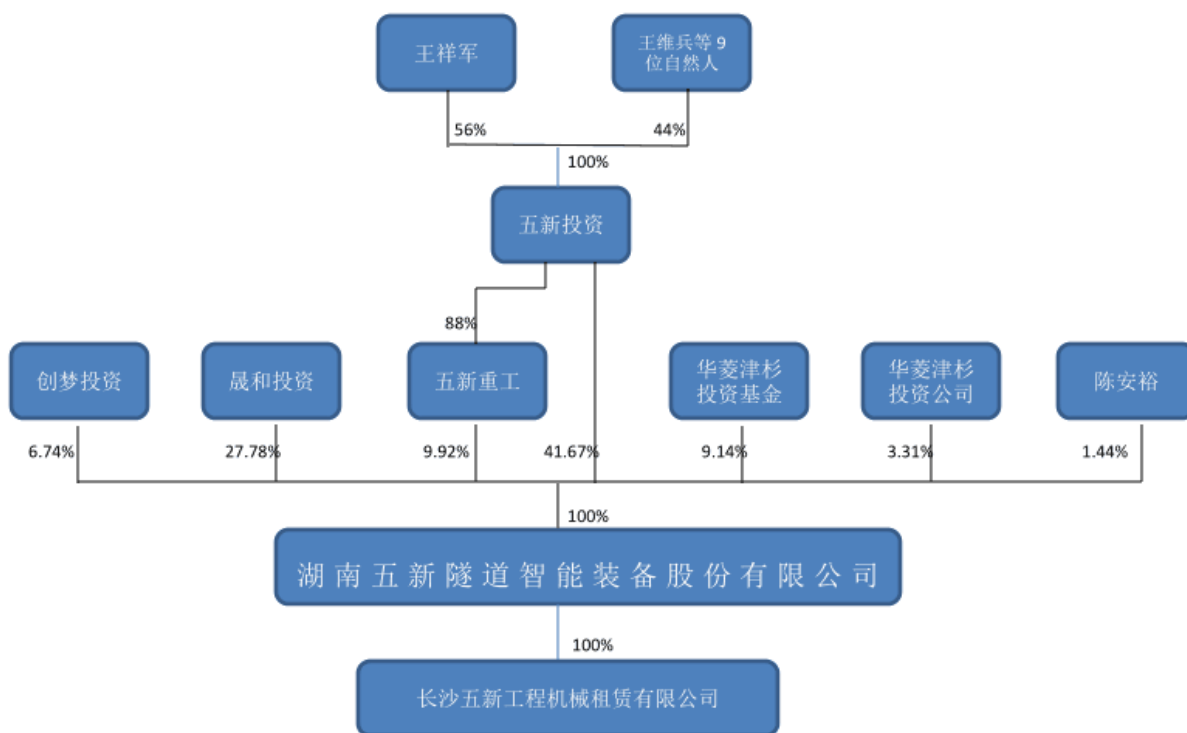 王祥军
王维兵等 9
位自然人
56%
44%
100%
五新投资
88%
创梦投资
晟和投资
五新重工
华菱津杉
投资基金
华菱津杉
投资公司
陈安裕
6.74%
27.78%
9.92%
41.67%
9.14%
3.31%
1.44%
100%
湖南五新隧道智能装备股份有限公司
100%
长沙五新工程机械租赁有限公司